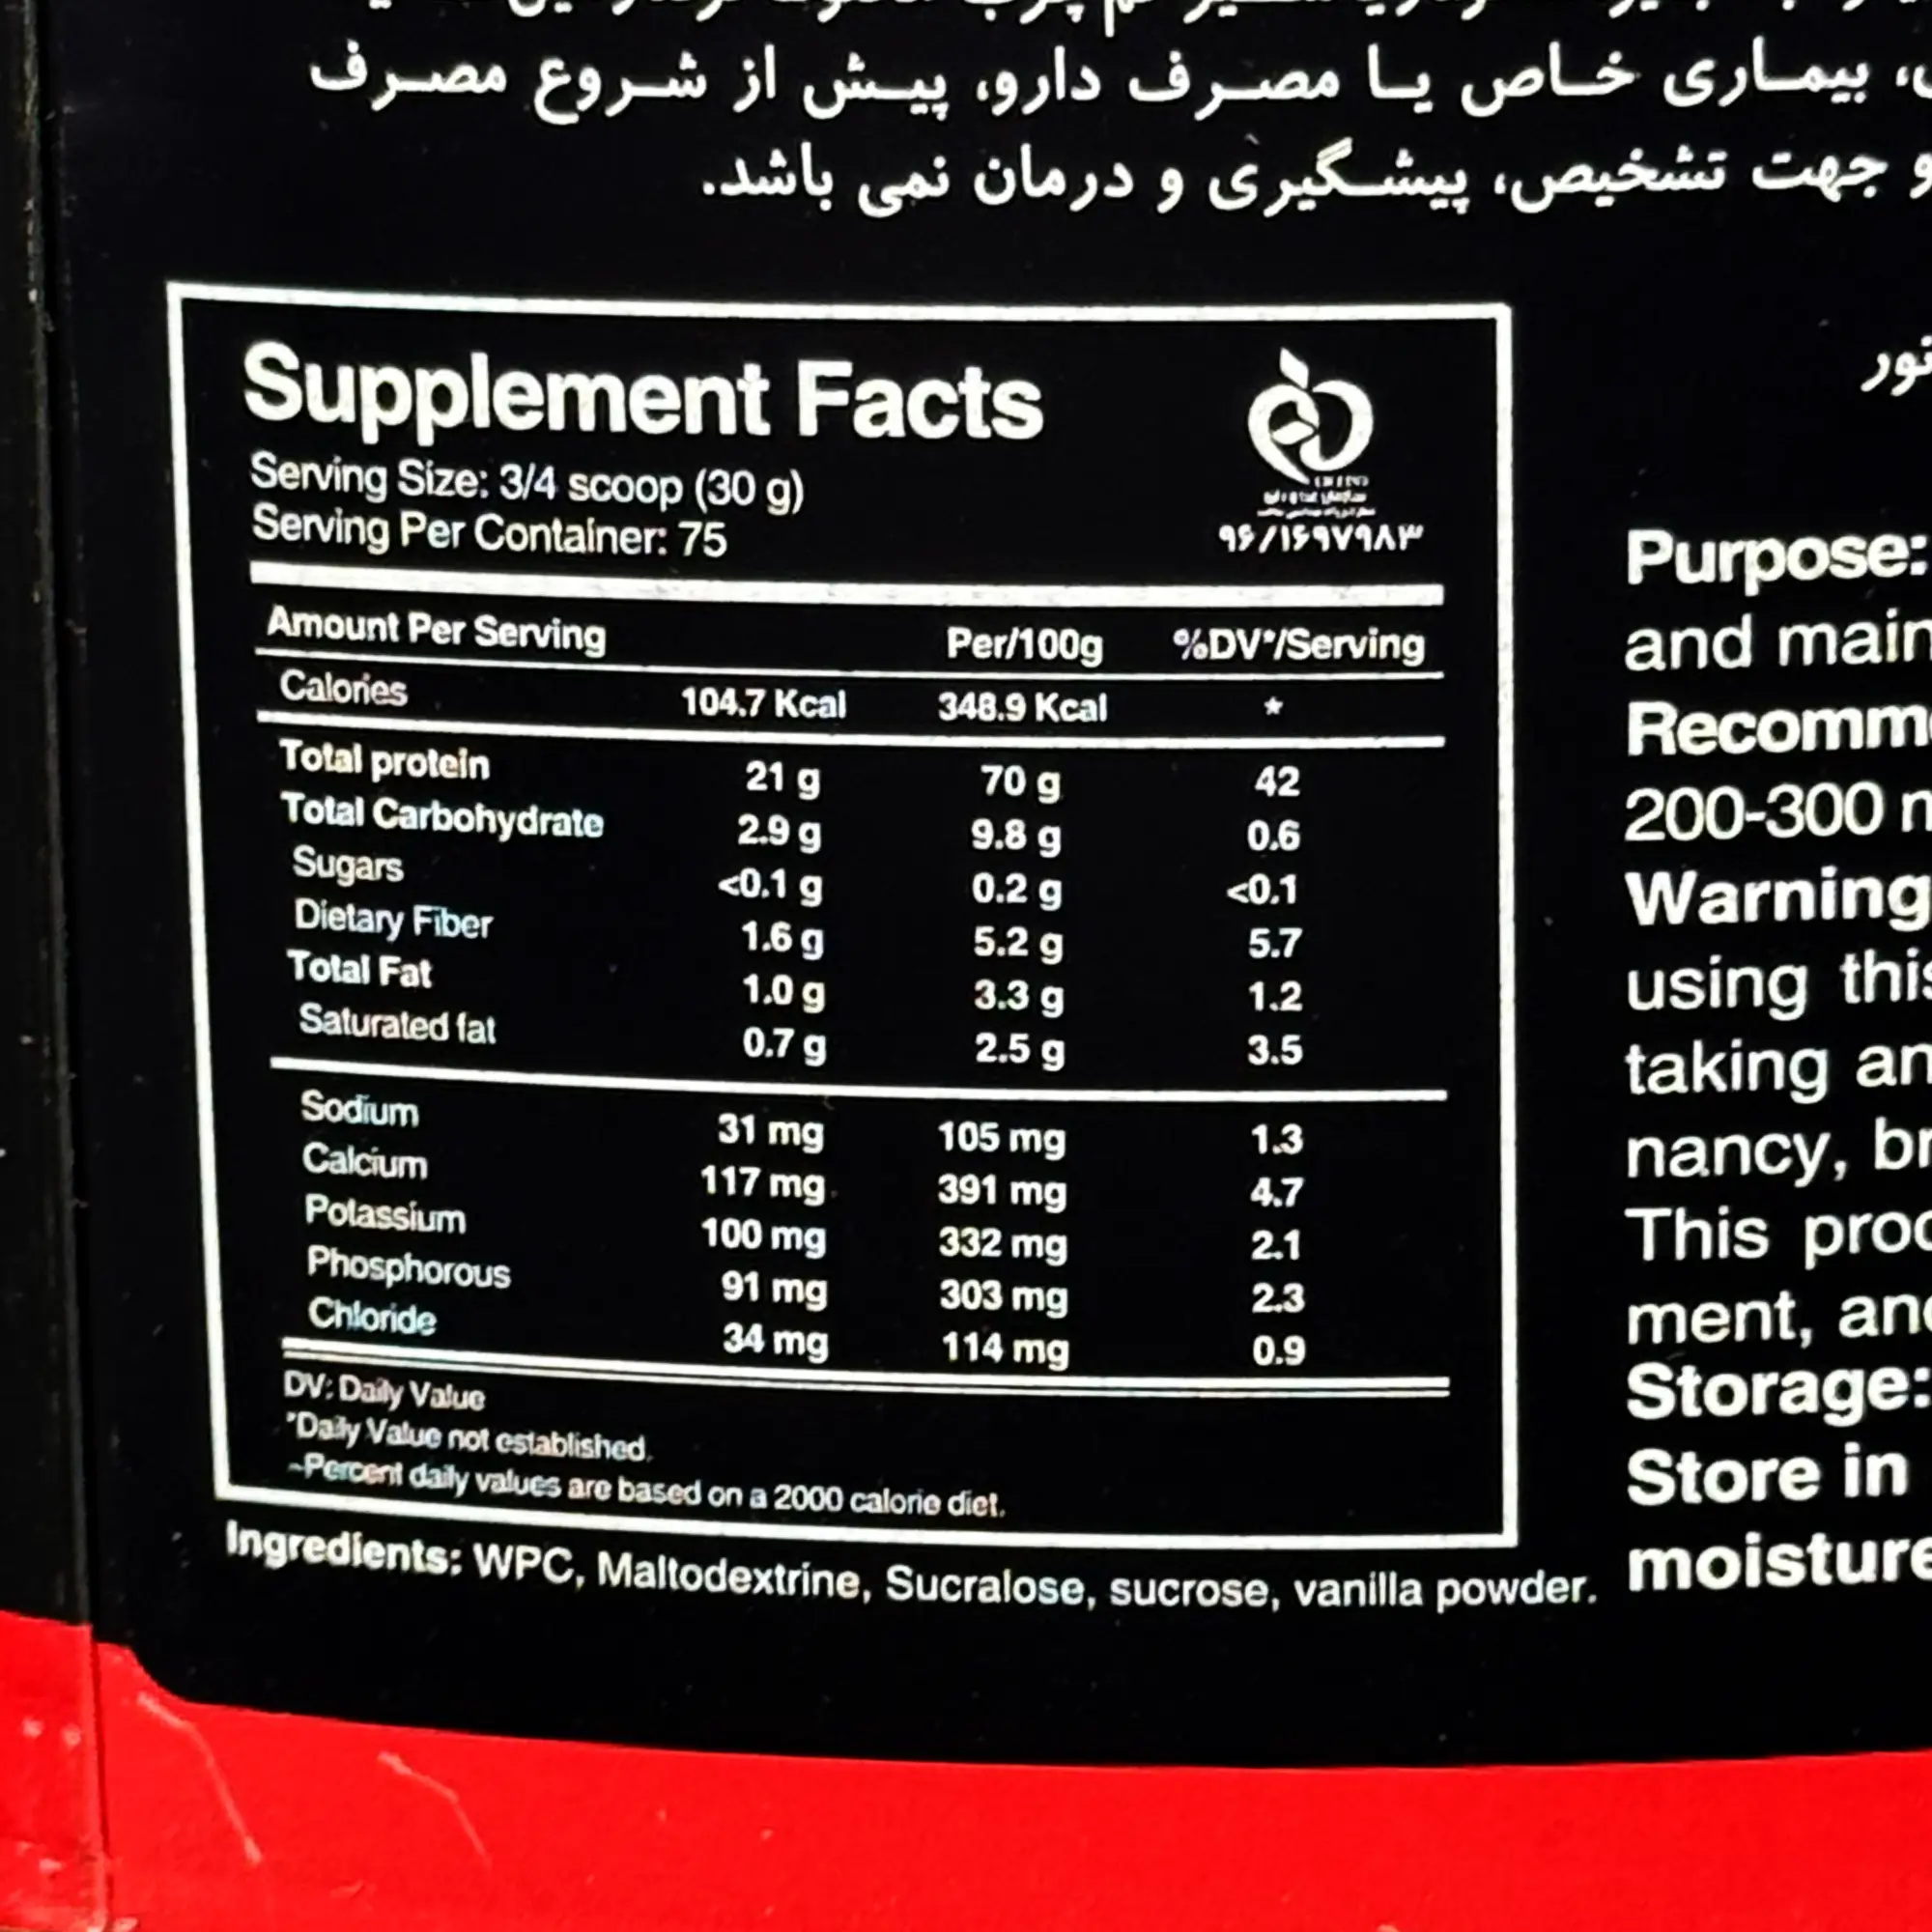 ، بیماری خاص یا مصرف دارو، پیش از شروع مصرف
و جهت تشخیص، پیشگیری و درمان نمی باشد.
نور
Supplement Facts
Serving Size: 3/4 scoop (30 g)
Serving Per Container: 75
۹۶/۱۶۹۷۹۸۳
Amount Per Serving Per/100g %DV*/Serving
Calories 104.7 Kcal 348.9 Kcal *
Total protein 21 g 70 g 42
Total Carbohydrate 2.9 g 9.8 g 0.6
Sugars <0.1 g 0.2 g <0.1
Dietary Fiber 1.6 g 5.2 g 5.7
Total Fat 1.0 g 3.3 g 1.2
Saturated fat 0.7 g 2.5 g 3.5
Sodium 31 mg 105 mg 1.3
Calcium 117 mg 391 mg 4.7
Potassium 100 mg 332 mg 2.1
Phosphorous 91 mg 303 mg 2.3
Chloride 34 mg 114 mg 0.9
DV: Daily Value
*Daily Value not established.
~Percent daily values are based on a 2000 calorie diet.
Ingredients: WPC, Maltodextrine, Sucralose, sucrose, vanilla powder.
Purpose:
and main
Recomm
200-300 m
Warning
using this
taking an
nancy, br
This prod
ment, and
Storage:
Store in
moisture